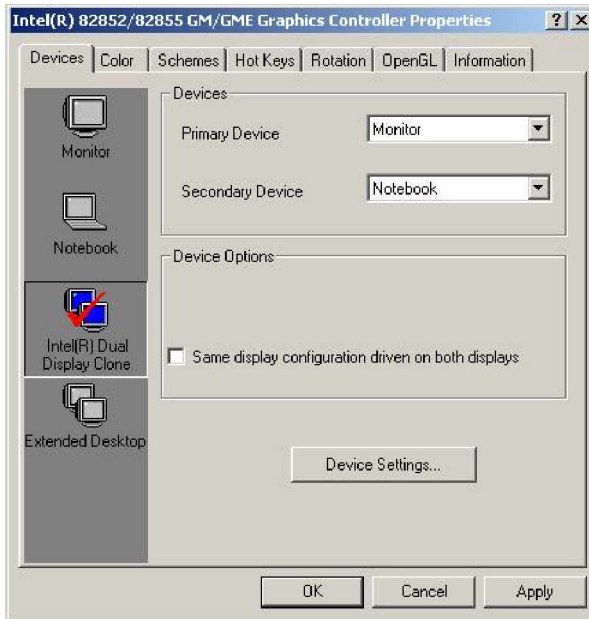 Intel(R) 82852/82855 GM/GME Graphics Controller Properties
Devices Color Schemes Hot Keys Rotation OpenGL Information
Monitor
Notebook
Intel(R) Dual
Display Clone
Extended Desktop
Devices
Primary Device Monitor
Secondary Device Notebook
Device Options
Same display configuration driven on both displays
Device Settings...
OK Cancel Apply